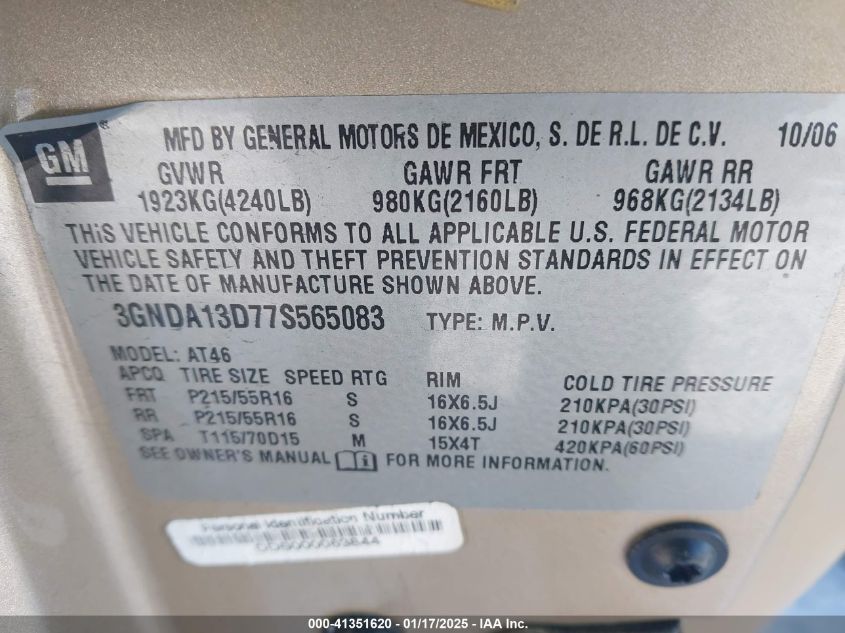 GM ®
MFD BY GENERAL MOTORS DE MEXICO, S. DE R.L. DE C.V. 10/06
GVWR GAWR FRT GAWR RR
1923KG(4240LB) 980KG(2160LB) 968KG(2134LB)
THIS VEHICLE CONFORMS TO ALL APPLICABLE U.S. FEDERAL MOTOR
VEHICLE SAFETY AND THEFT PREVENTION STANDARDS IN EFFECT ON
THE DATE OF MANUFACTURE SHOWN ABOVE.
3GNDA13D77S565083 TYPE: M.P.V.
MODEL: AT46
APCQ TIRE SIZE SPEED RTG RIM COLD TIRE PRESSURE
FRT P215/55R16 S 16X6.5J 210KPA(30PSI)
RR P215/55R16 S 16X6.5J 210KPA(30PSI)
SPA T115/70D15 M 15X4T 420KPA(60PSI)
SEE OWNER'S MANUAL FOR MORE INFORMATION.
Personal Identification Number
000-41351620 - 01/17/2025 - IAA Inc.